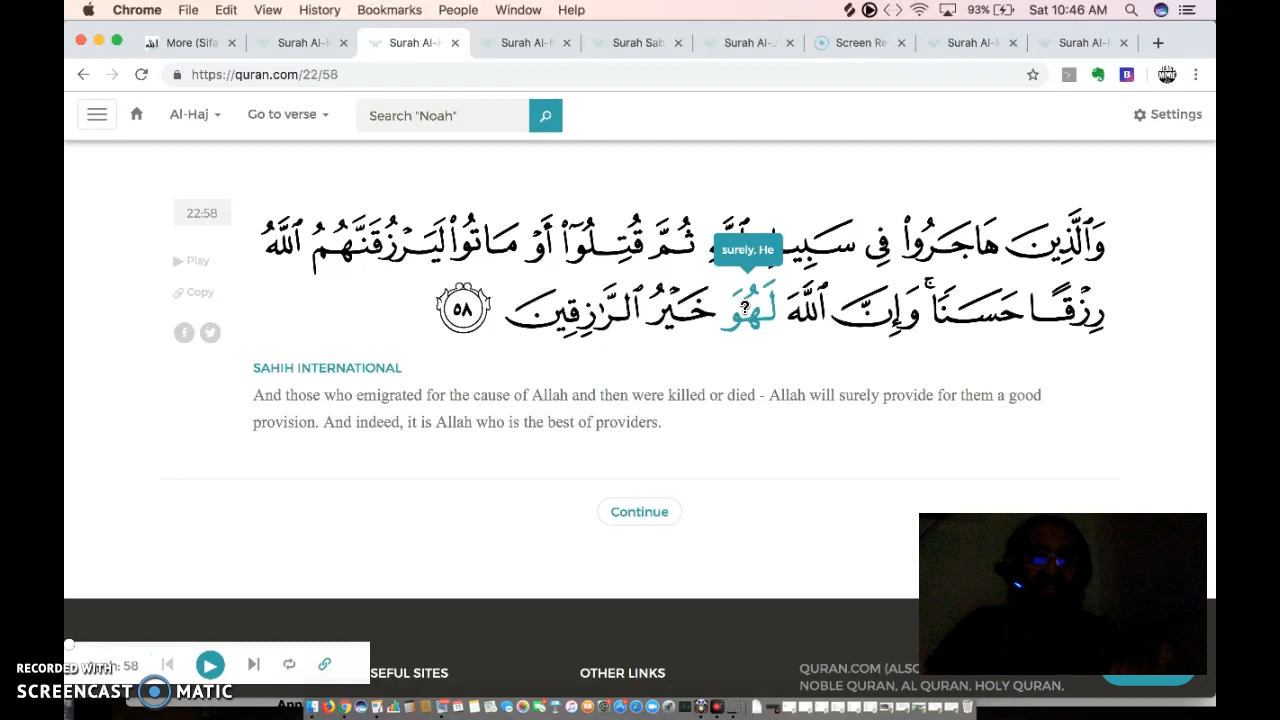 Chrome File Edit View History Bookmarks People Window Help 93% Sat 10:46 AM
More (Sifa Surah Al-H Surah Al-H Surah Al- Surah Sab Surah Al- Screen Re Surah Al- Surah Al-
https://quran.com/22/58
Al-Haj Go to verse Search "Noah" Settings
22:58
وَٱلَّذِينَ هَاجَرُوا۟ فِى سَبِيلِ ٱللَّهِ ثُمَّ قُتِلُوٓا۟ أَوْ مَاتُوا۟ لَيَرْزُقَنَّهُمُ ٱللَّهُ
surely, He
Play
رِزْقًا حَسَنًا ۚ وَإِنَّ ٱللَّهَ لَهُوَ خَيْرُ ٱلرَّٰزِقِينَ ٥٨
Copy
SAHIH INTERNATIONAL
And those who emigrated for the cause of Allah and then were killed or died - Allah will surely provide for them a good
provision. And indeed, it is Allah who is the best of providers.
Continue
: 58
RECORDED WITH
SCREENCAST MATIC
SEFUL SITES
OTHER LINKS
QURAN.COM (ALSO
NOBLE QURAN, AL QURAN, HOLY QURAN,